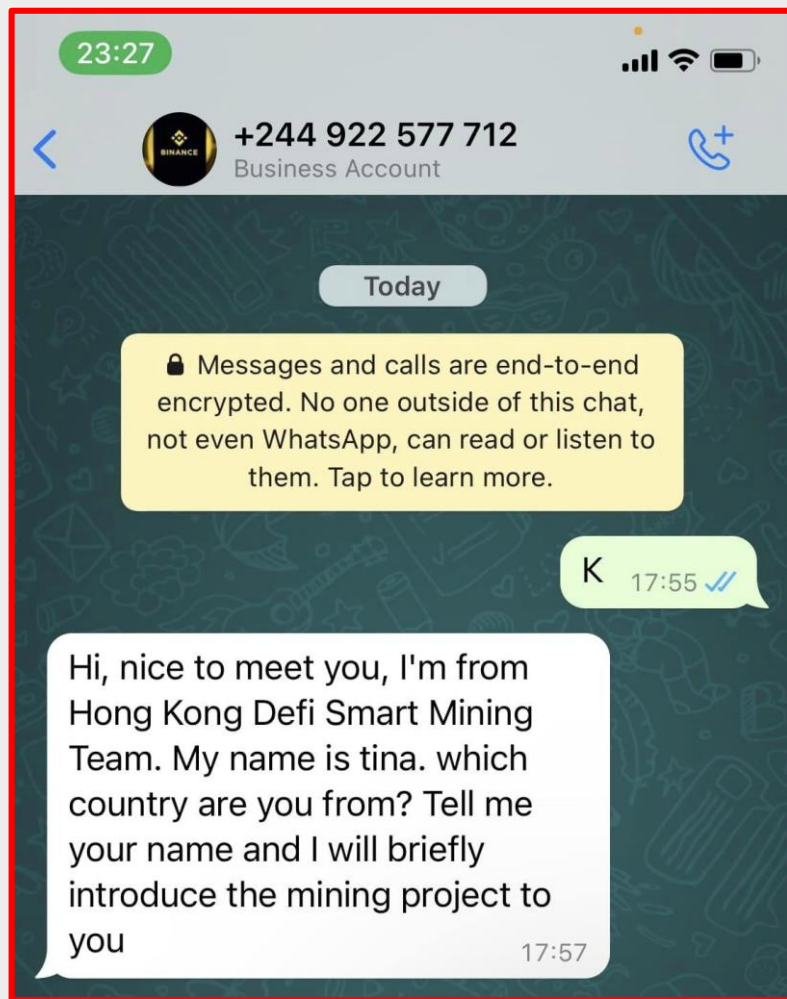 23:27
BINANCE
+244 922 577 712
Business Account
Today
Messages and calls are end-to-end
encrypted. No one outside of this chat,
not even WhatsApp, can read or listen to
them. Tap to learn more.
K 17:55
Hi, nice to meet you, I'm from
Hong Kong Defi Smart Mining
Team. My name is tina. which
country are you from? Tell me
your name and I will briefly
introduce the mining project to
you 17:57